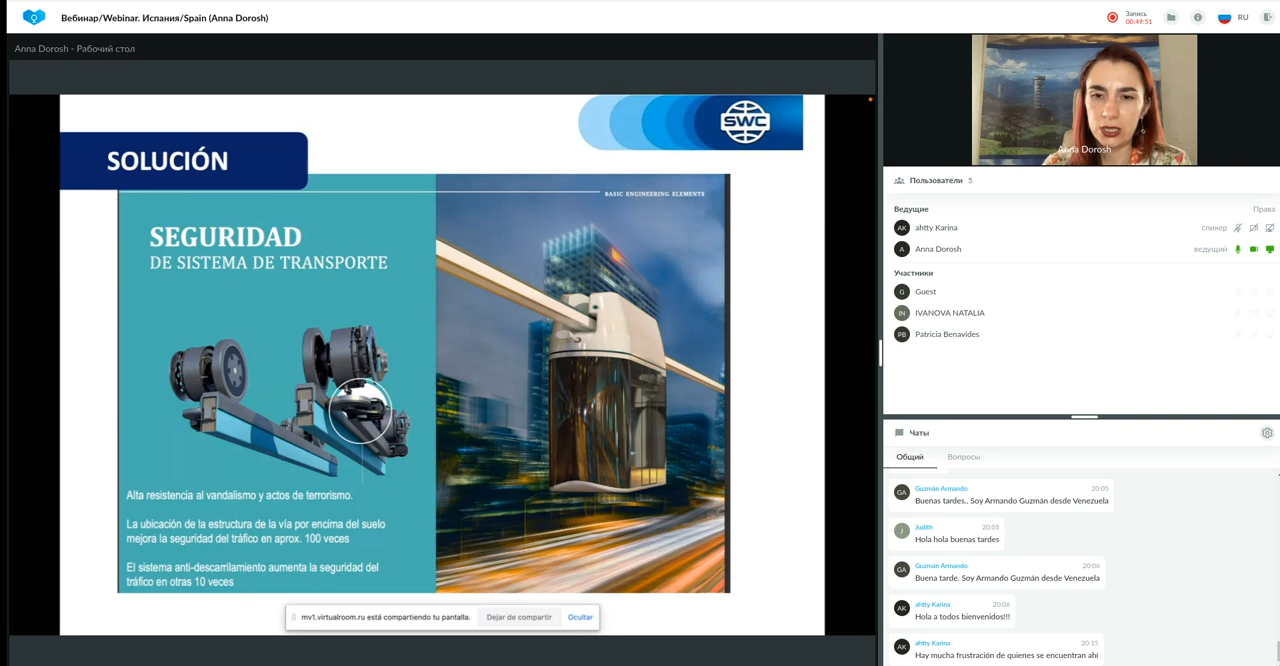 Вебинар/Webinar. Испания/Spain (Anna Dorosh)
Запись
00:49:51
RU
Anna Dorosh - Рабочий стол
SWC
SOLUCIÓN
BASIC ENGINEERING ELEMENTS
SEGURIDAD
DE SISTEMA DE TRANSPORTE
Alta resistencia al vandalismo y actos de terrorismo.
La ubicación de la estructura de la vía por encima del suelo
mejora la seguridad del tráfico en aprox. 100 veces
El sistema anti-descarrilamiento aumenta la seguridad del
tráfico en otras 10 veces
mv1.virtualroom.ru está compartiendo tu pantalla.
Dejar de compartir
Ocultar
Anna Dorosh
Пользователи 5
Ведущие
Права
AK ahtty Karina спикер
A Anna Dorosh ведущий
Участники
G Guest
IN IVANOVA NATALIA
PB Patricia Benavides
Чаты
Общий
Вопросы
GA Guzmán Armando 20:05
Buenas tardes.. Soy Armando Guzmán desde Venezuela
J Judith 20:05
Hola hola buenas tardes
GA Guzmán Armando 20:06
Buena tarde. Soy Armando Guzmán desde Venezuela
AK ahtty Karina 20:06
Hola a todos bienvenidos!!!
AK ahtty Karina 20:15
Hay mucha frustración de quienes se encuentran ahí